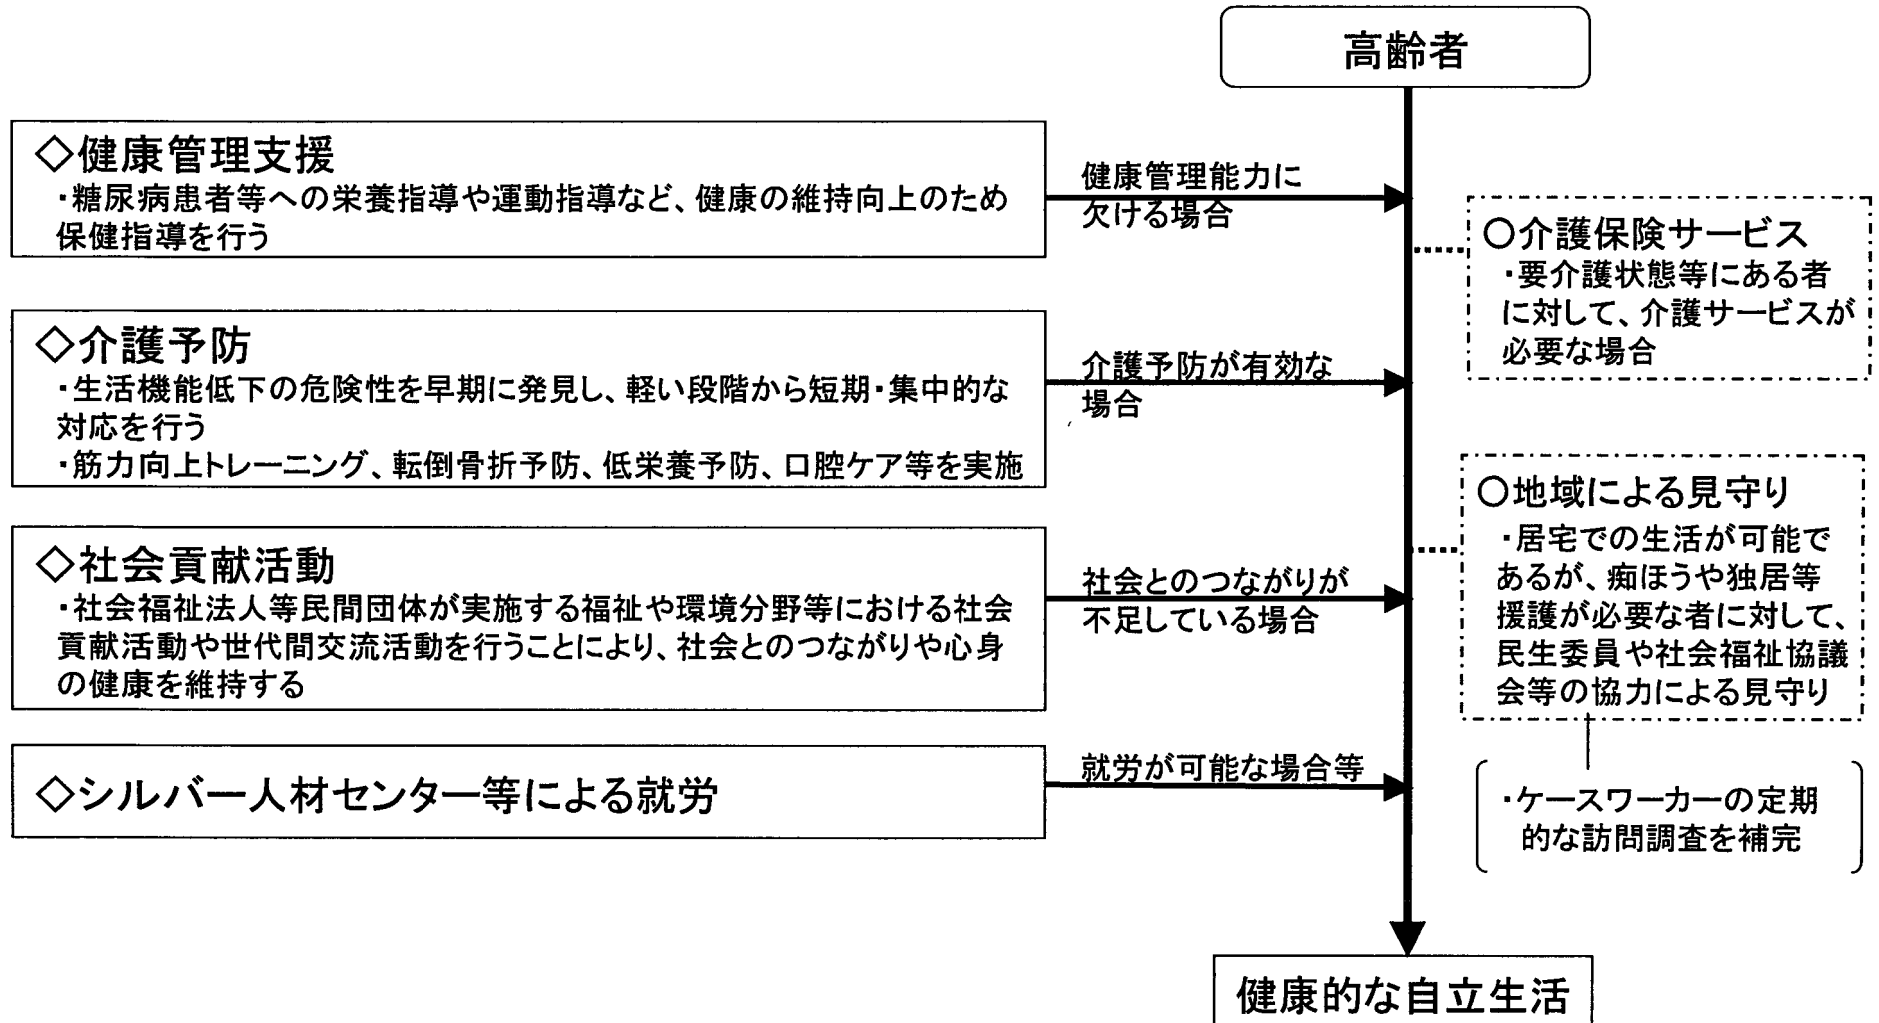 高齢者
◇健康管理支援
・糖尿病患者等への栄養指導や運動指導など、健康の維持向上のため
保健指導を行う
健康管理能力に
欠ける場合
○介護保険サービス
・要介護状態等にある者
に対して、介護サービスが
必要な場合
◇介護予防
・生活機能低下の危険性を早期に発見し、軽い段階から短期・集中的な
対応を行う
・筋力向上トレーニング、転倒骨折予防、低栄養予防、口腔ケア等を実施
介護予防が有効な
場合
○地域による見守り
・居宅での生活が可能で
あるが、痴ほうや独居等
援護が必要な者に対して、
民生委員や社会福祉協議
会等の協力による見守り
◇社会貢献活動
・社会福祉法人等民間団体が実施する福祉や環境分野等における社会
貢献活動や世代間交流活動を行うことにより、社会とのつながりや心身
の健康を維持する
社会とのつながりが
不足している場合
◇シルバー人材センター等による就労
就労が可能な場合等
・ケースワーカーの定期
的な訪問調査を補完
健康的な自立生活